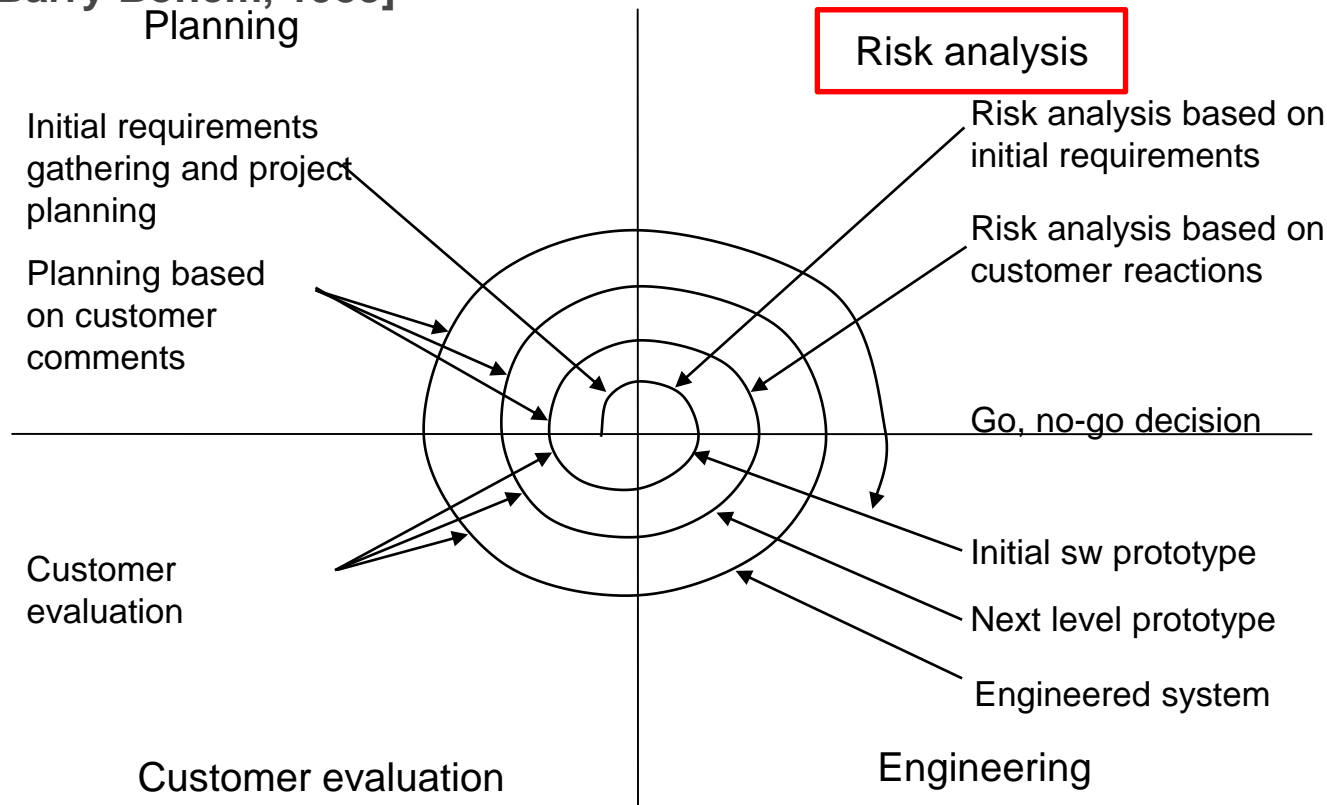 Planning
Risk analysis
Initial requirements
gathering and project
planning
Planning based
on customer
comments
Risk analysis based on
initial requirements
Risk analysis based on
customer reactions
Go, no-go decision
Customer
evaluation
Initial sw prototype
Next level prototype
Engineered system
Customer evaluation
Engineering